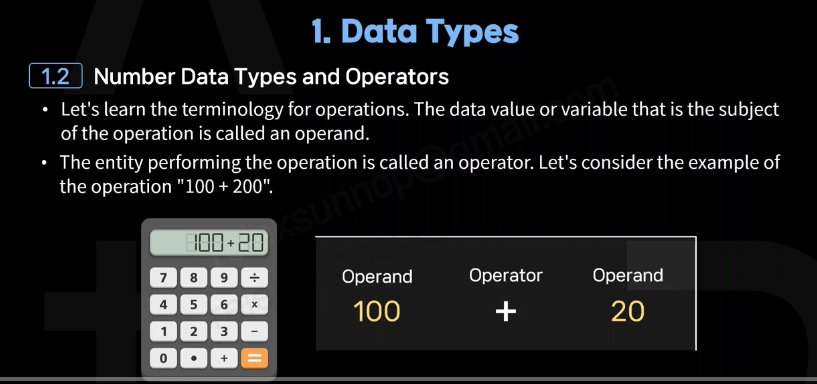 1. Data Types
1.2 Number Data Types and Operators
• Let's learn the terminology for operations. The data value or variable that is the subject
of the operation is called an operand.
• The entity performing the operation is called an operator. Let's consider the example of
the operation "100 + 200".
100+20
Operand Operator Operand
100 + 20
7 8 9 ÷
4 5 6 x
1 2 3 −
0 • + =